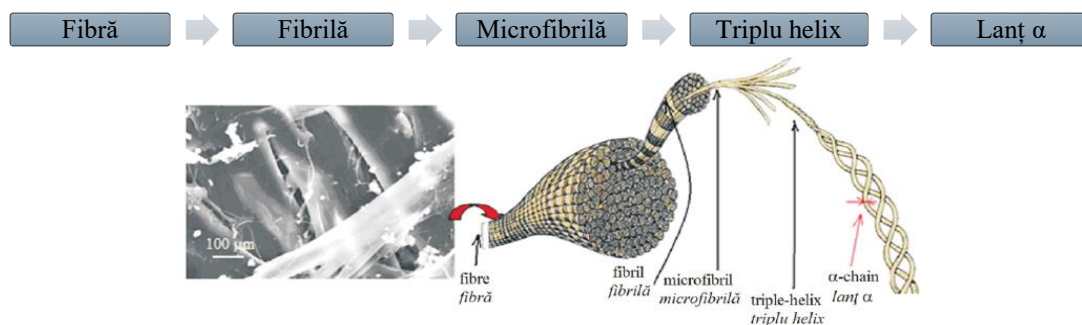 Fibră
Fibrilă
Microfibrilă
Triplu helix
Lanț α
100 μm
fibre
fibră
fibril
fibrilă
microfibril
microfibrilă
triple-helix
triplu helix
α-chain
lanț α